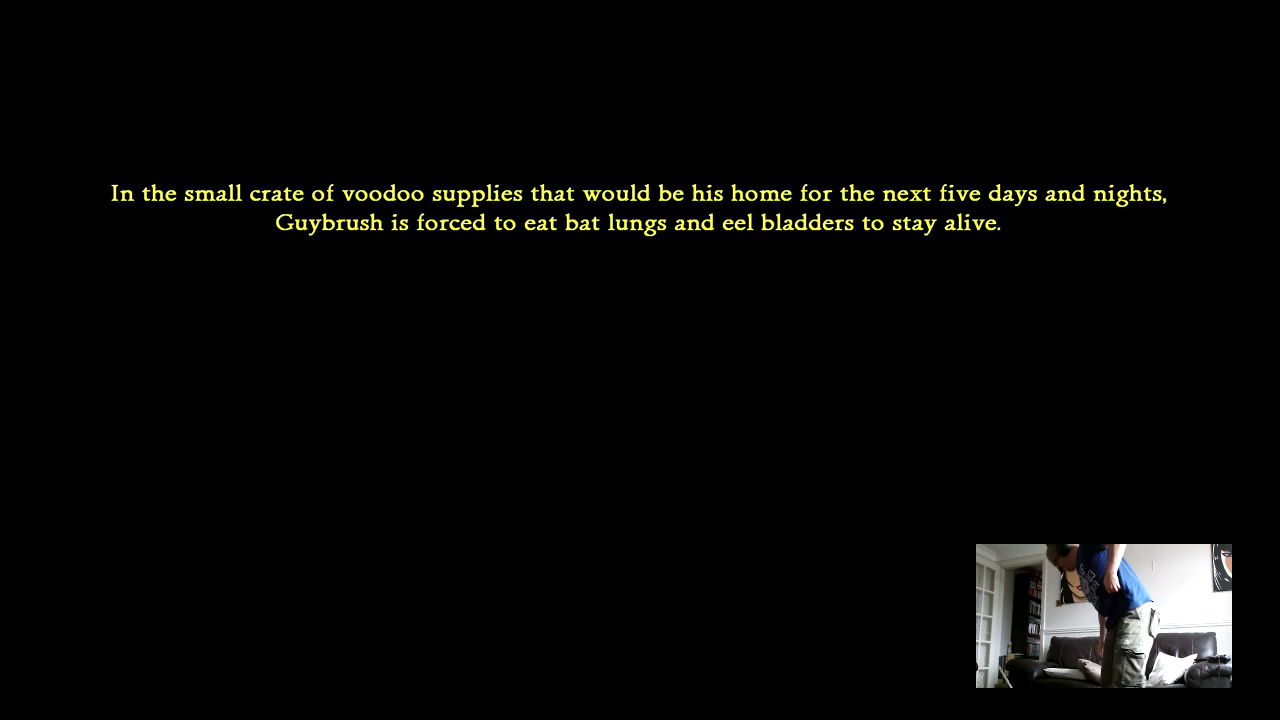 In the small crate of voodoo supplies that would be his home for the next five days and nights,
Guybrush is forced to eat bat lungs and eel bladders to stay alive.